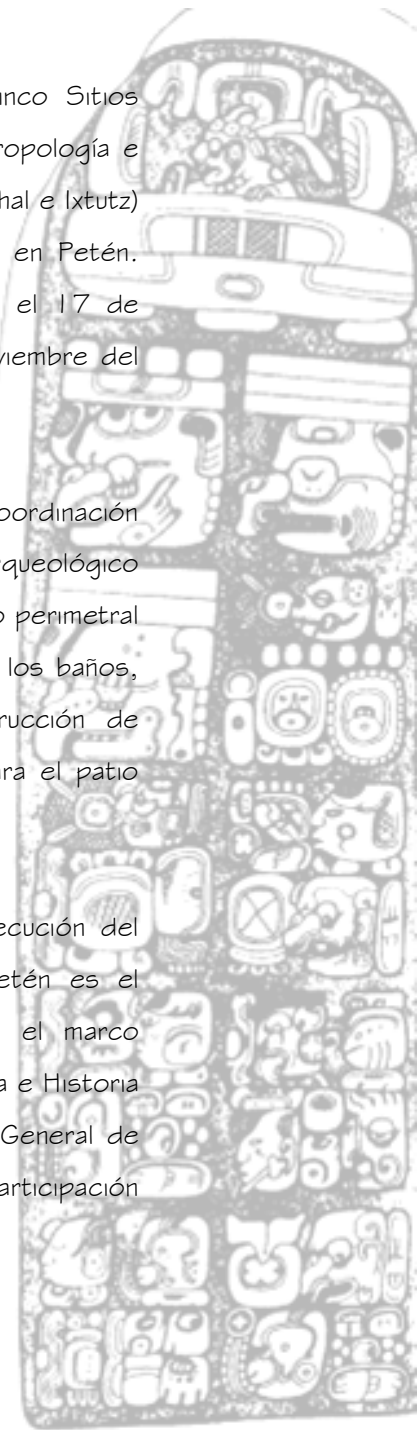 nco Sitios
ropología e
hal e Ixtutz)
en Petén.
el 17 de
viembre del
oordinación
queológico
o perimetral
los baños,
rucción de
ra el patio
ecución del
etén es el
el marco
a e Historia
General de
articipación